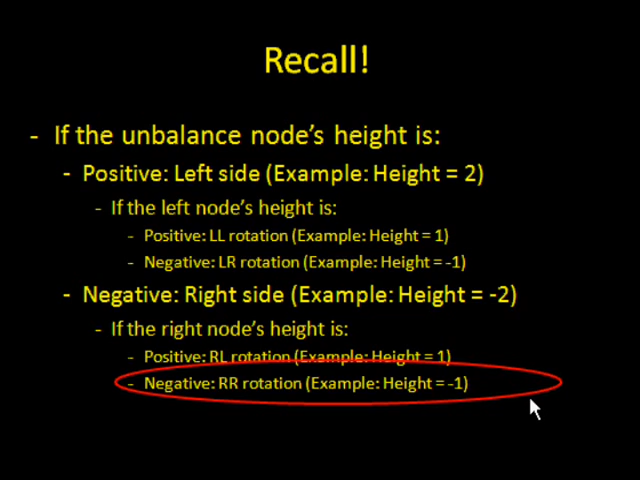 Recall!
- If the unbalance node's height is:
- Positive: Left side (Example: Height = 2)
- If the left node's height is:
- Positive: LL rotation (Example: Height = 1)
- Negative: LR rotation (Example: Height = -1)
- Negative: Right side (Example: Height = -2)
- If the right node's height is:
- Positive: RL rotation (Example: Height = 1)
- Negative: RR rotation (Example: Height = -1)